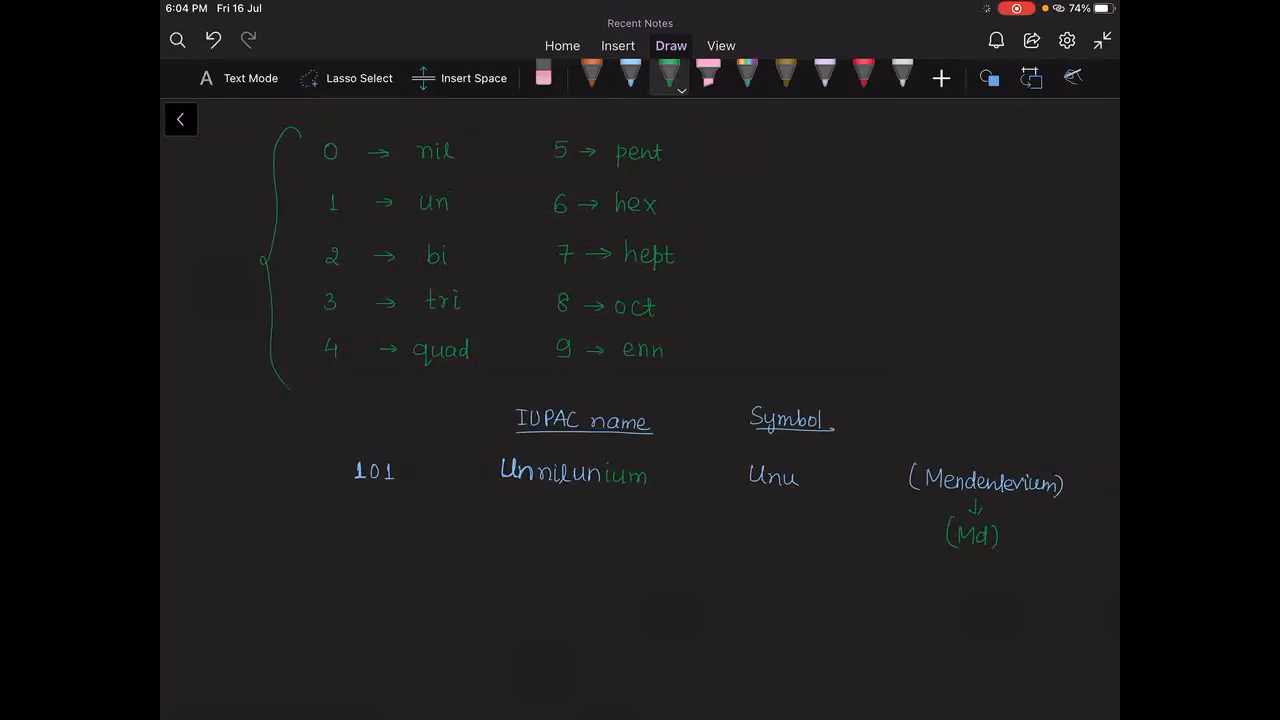 6:04 PM Fri 16 Jul 74%
Recent Notes
Home Insert Draw View
Text Mode Lasso Select Insert Space
0 → nil 5 → pent
1 → un 6 → hex
2 → bi 7 → hept
3 → tri 8 → oct
4 → quad 9 → enn
IUPAC name Symbol
101 Unnilunium Unu (Mendenlevium)
↓
(Md)